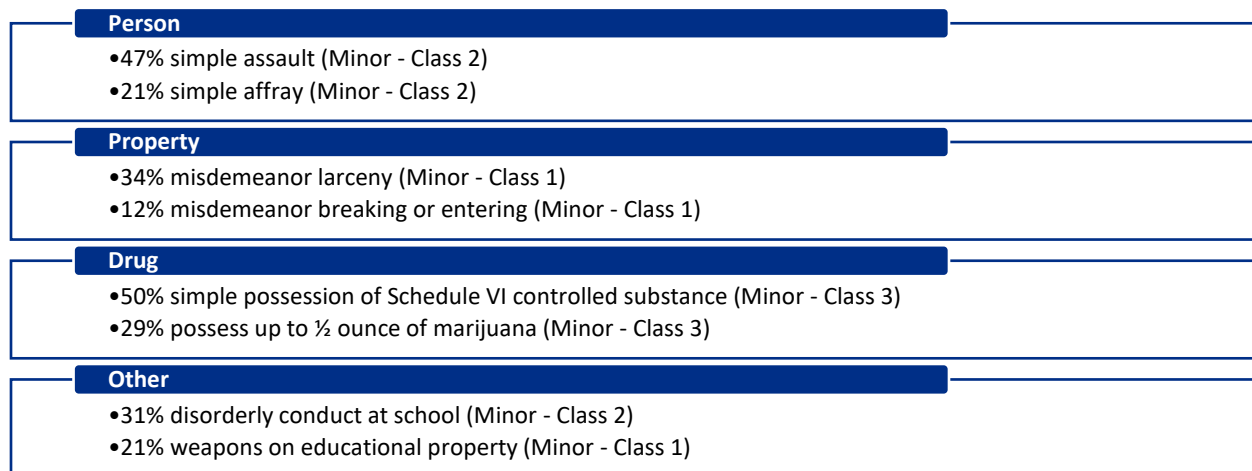 Person
•47% simple assault (Minor - Class 2)
•21% simple affray (Minor - Class 2)
Property
•34% misdemeanor larceny (Minor - Class 1)
•12% misdemeanor breaking or entering (Minor - Class 1)
Drug
•50% simple possession of Schedule VI controlled substance (Minor - Class 3)
•29% possess up to ½ ounce of marijuana (Minor - Class 3)
Other
•31% disorderly conduct at school (Minor - Class 2)
•21% weapons on educational property (Minor - Class 1)